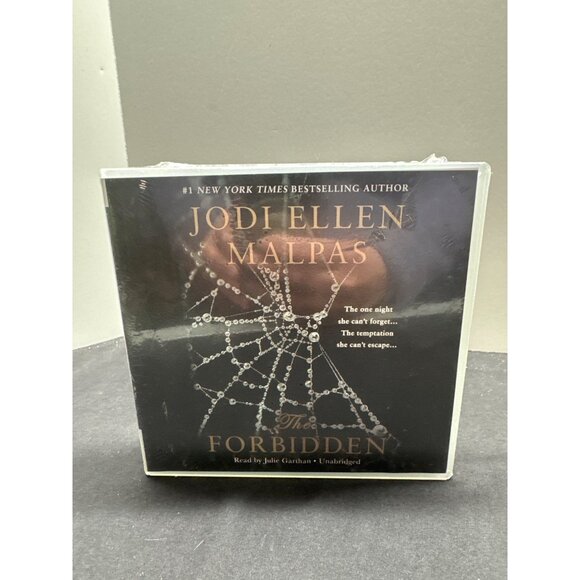 #1 NEW YORK TIMES BESTSELLING AUTHOR
JODI ELLEN
MALPAS
The one night
she can't forget...
The temptation
she can't escape...
The
FORBIDDEN
Read by Julie Garthan • Unabridged